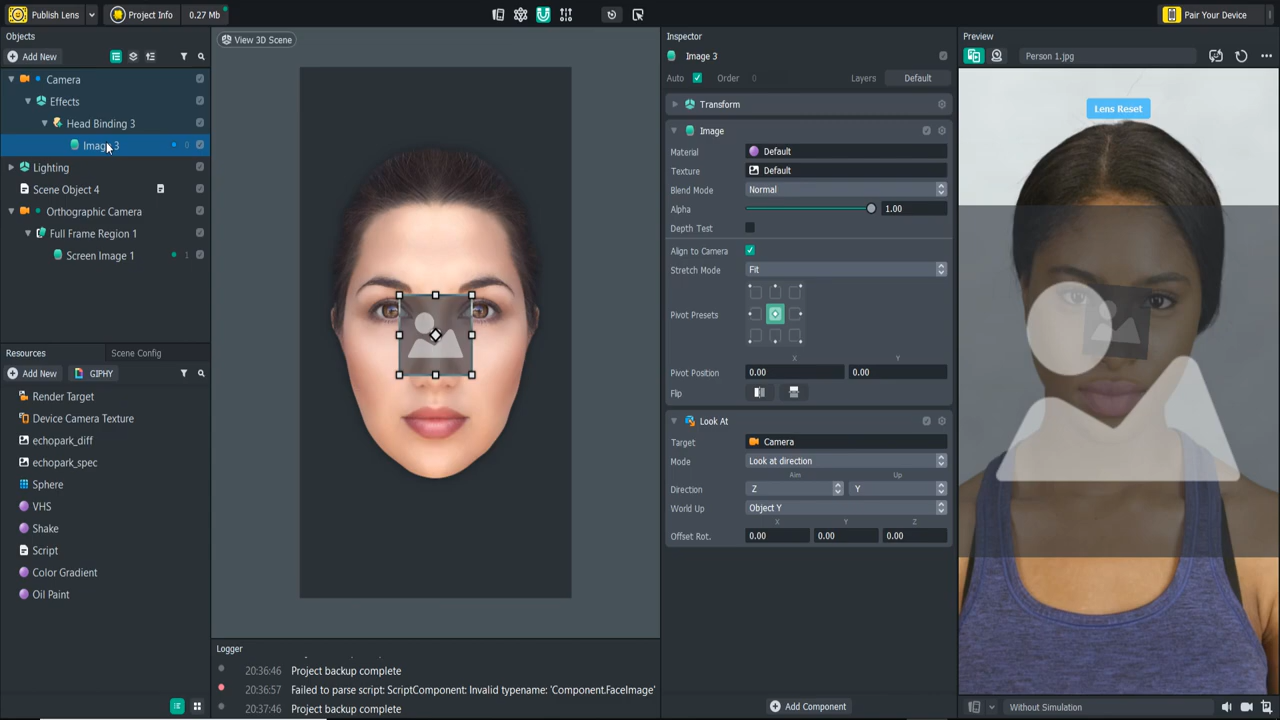 Publish Lens
Project Info
0.27 Mb
Pair Your Device
Objects
Add New
Camera
Effects
Head Binding 3
Image 3
0
Lighting
Scene Object 4
Orthographic Camera
Full Frame Region 1
Screen Image 1
1
Resources
Scene Config
Add New
GIPHY
Render Target
Device Camera Texture
echopark_diff
echopark_spec
Sphere
VHS
Shake
Script
Color Gradient
Oil Paint
View 3D Scene
Logger
20:36:46 Project backup complete
20:36:57 Failed to parse script: ScriptComponent: Invalid typename: 'Component.FaceImage'
20:37:46 Project backup complete
Inspector
Image 3
Auto Order 0 Layers Default
Transform
Image
Material Default
Texture Default
Blend Mode Normal
Alpha 1.00
Depth Test
Align to Camera
Stretch Mode Fit
Pivot Presets
X Y
Pivot Position 0.00 0.00
Flip
Look At
Target Camera
Mode Look at direction
Aim Up
Direction Z Y
World Up Object Y
X Y Z
Offset Rot. 0.00 0.00 0.00
Add Component
Preview
Person 1.jpg
Lens Reset
Without Simulation